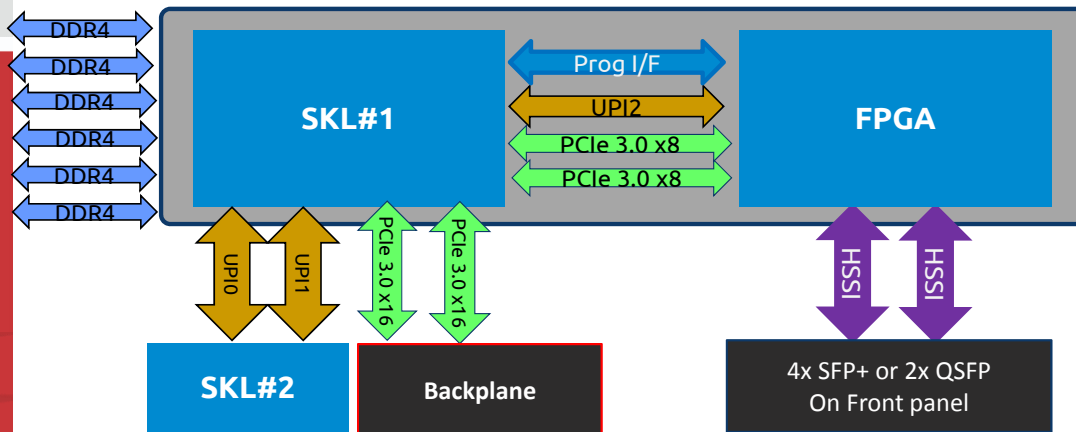 DDR4
DDR4
DDR4
DDR4
DDR4
DDR4
SKL#1
Prog I/F
UPI2
PCIe 3.0 x8
PCIe 3.0 x8
FPGA
UPI0
UPI1
PCIe 3.0 x16
PCIe 3.0 x16
HSSI
HSSI
SKL#2
Backplane
4x SFP+ or 2x QSFP
On Front panel